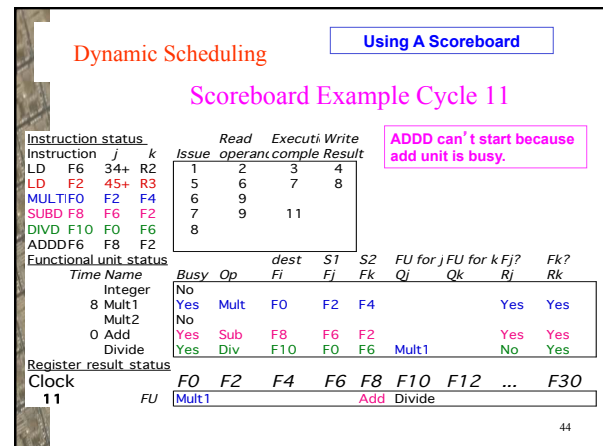 Using A Scoreboard
Dynamic Scheduling
Scoreboard Example Cycle 11
Instruction status Read Executi Write
Instruction j k Issue operanc comple Result
LD F6 34+ R2 1 2 3 4
LD F2 45+ R3 5 6 7 8
MULTI F0 F2 F4 6 9
SUBD F8 F6 F2 7 9 11
DIVD F10 F0 F6 8
ADDD F6 F8 F2
ADDD can't start because
add unit is busy.
Functional unit status dest S1 S2 FU for j FU for k Fj? Fk?
Time Name Busy Op Fi Fj Fk Qj Qk Rj Rk
Integer No
8 Mult1 Yes Mult F0 F2 F4 Yes Yes
Mult2 No
0 Add Yes Sub F8 F6 F2 Yes Yes
Divide Yes Div F10 F0 F6 Mult1 No Yes
Register result status
Clock F0 F2 F4 F6 F8 F10 F12 ... F30
11 FU Mult1 Add Divide
44